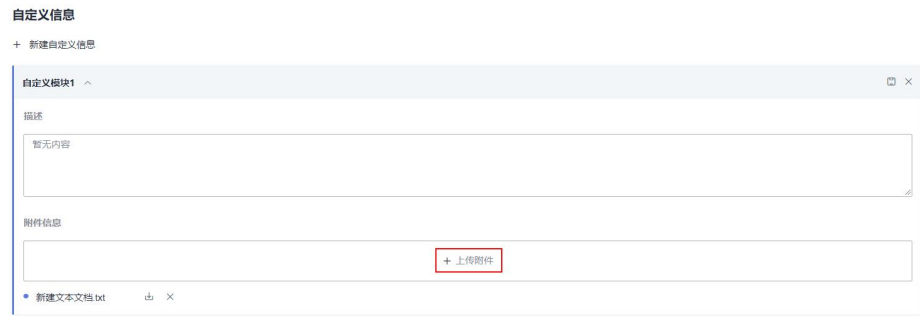 自定义信息
+ 新建自定义信息
自定义模块1
描述
暂无内容
附件信息
+ 上传附件
新建文本文档.txt